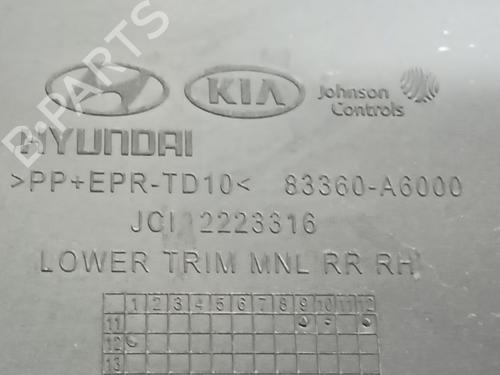 KIA
Johnson
Controls
HYUNDAI
>PP+EPR-TD10< 83360-A6000
JCI 2223316
LOWER TRIM MNL RR RH
1 2 3 4 5 6 7 8 9 10 11 12
11
12
13
B-PARTS